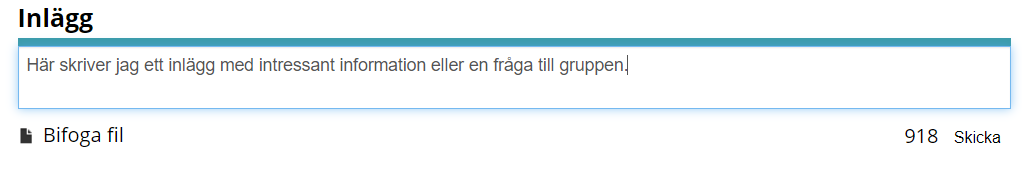 Inlägg
Här skriver jag ett inlägg med intressant information eller en fråga till gruppen.
Bifoga fil 918 Skicka